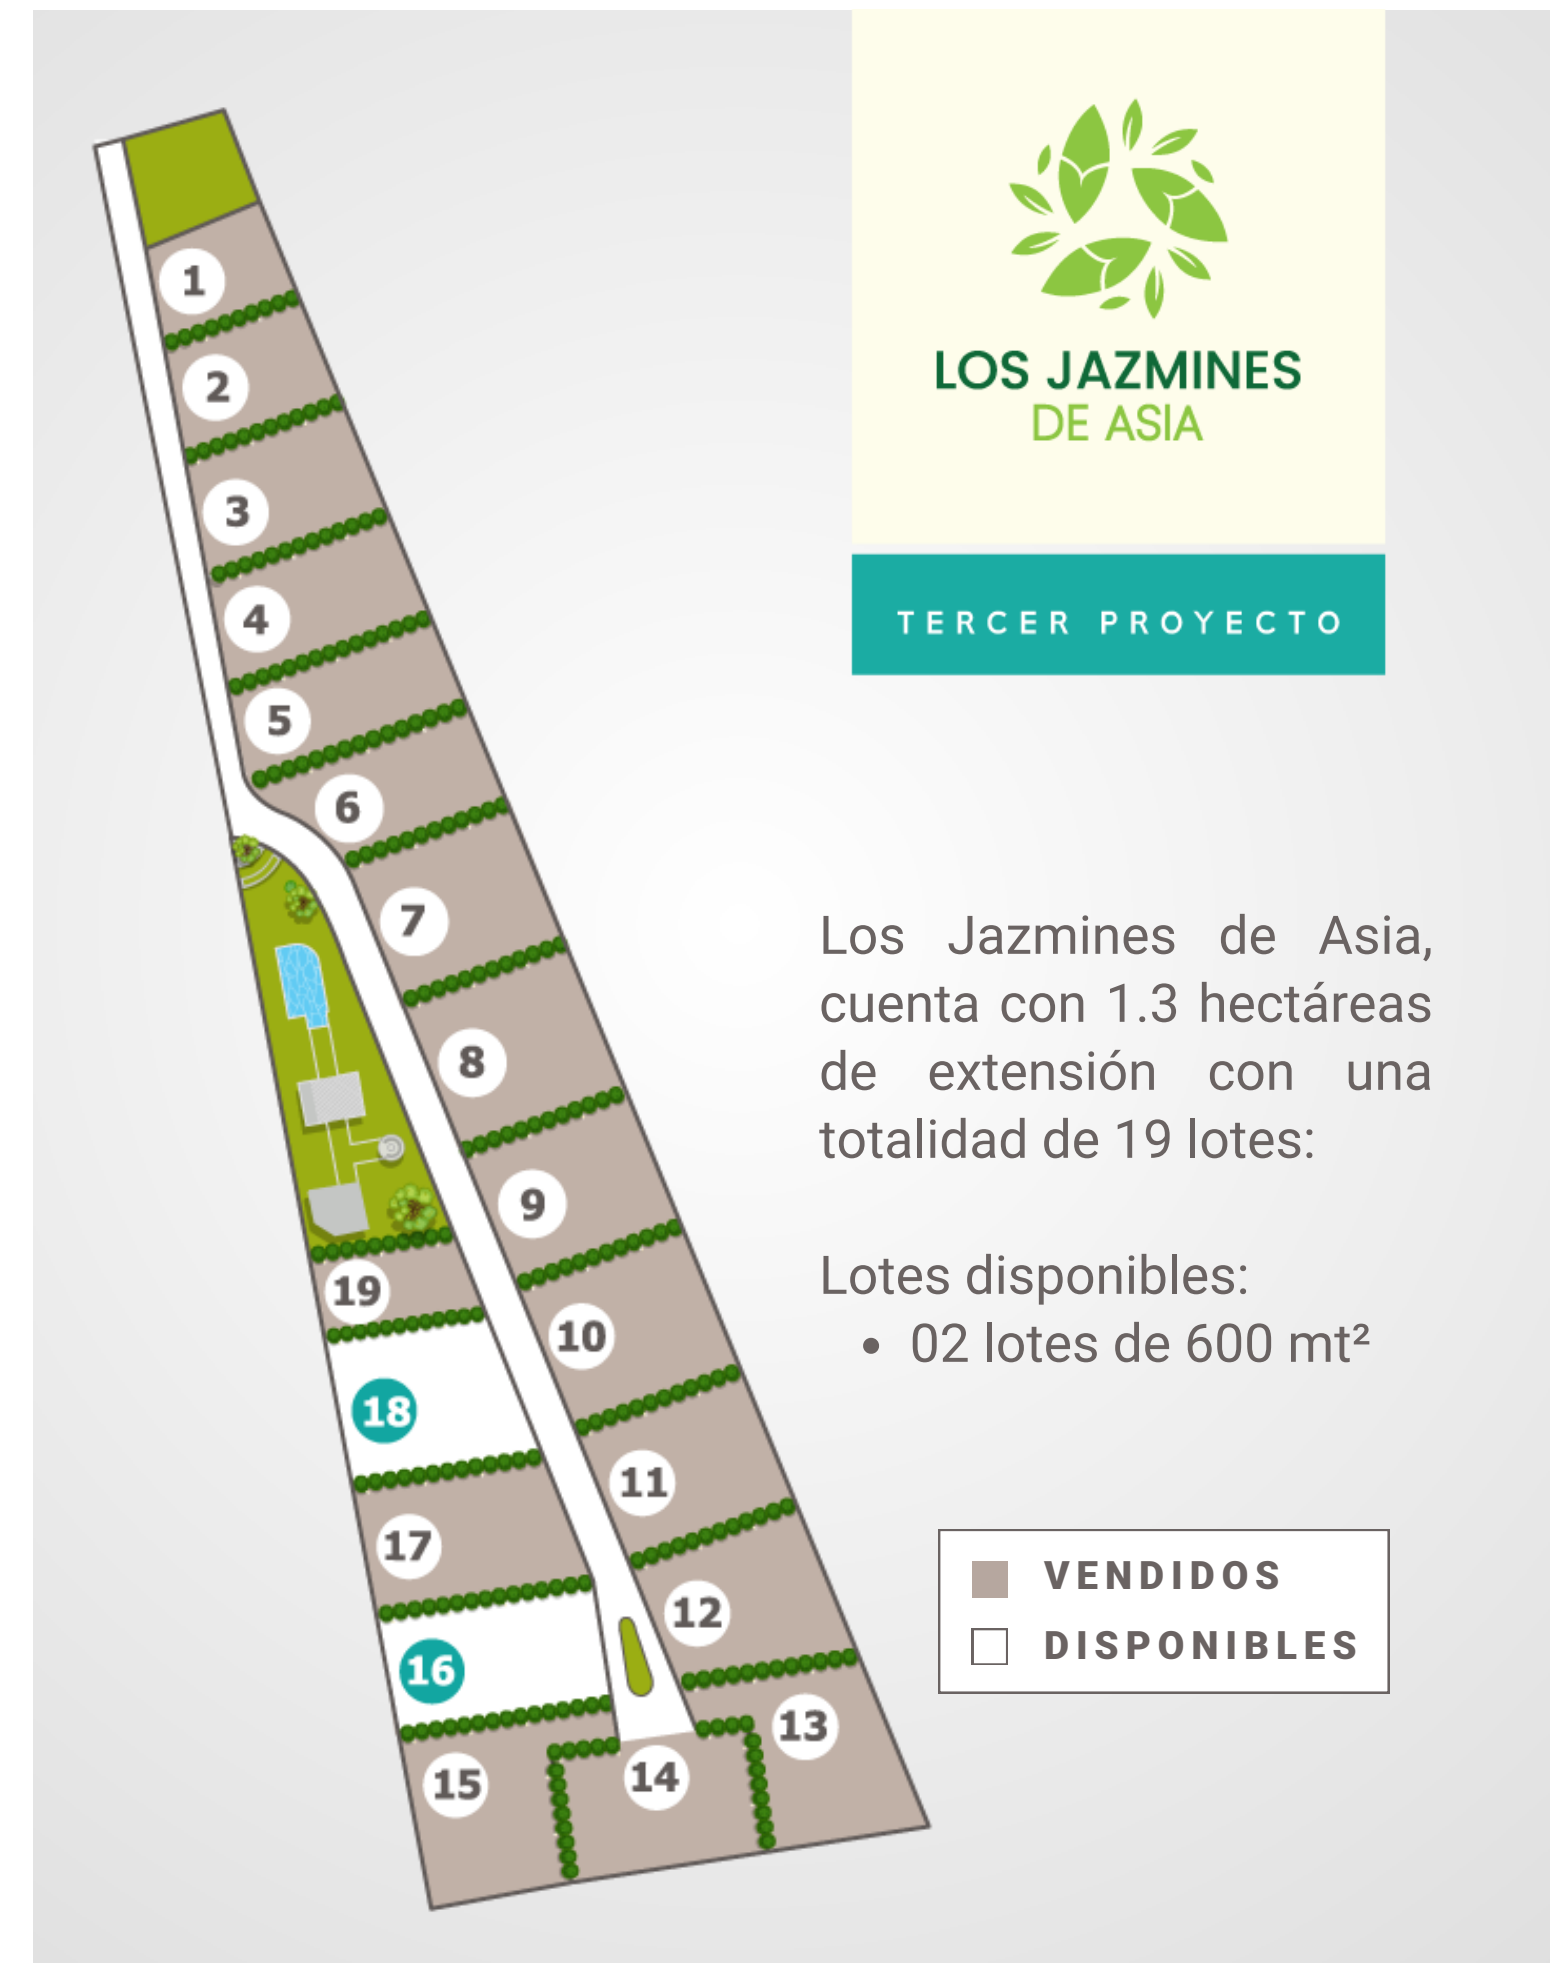 LOS JAZMINES
DE ASIA
TERCER PROYECTO
1
2
3
4
5
6
7
8
9
10
11
12
13
14
15
16
17
18
19
Los Jazmines de Asia,
cuenta con 1.3 hectáreas
de extensión con una
totalidad de 19 lotes:
Lotes disponibles:
• 02 lotes de 600 mt²
VENDIDOS
DISPONIBLES